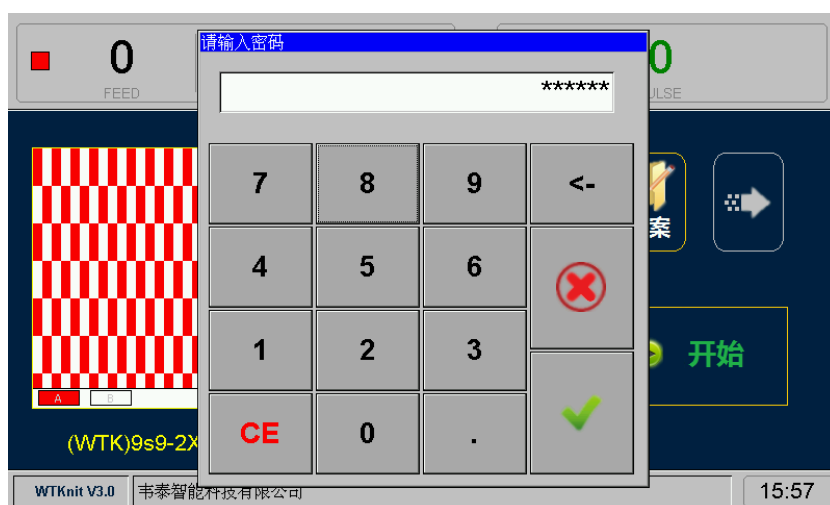 请输入密码
0
0
FEED
ULSE
******
7 8 9 <-
4 5 6
1 2 3
CE 0 .
案
开始
A B
(WTK)9s9-2X
WTKnit V3.0 韦泰智能科技有限公司 15:57